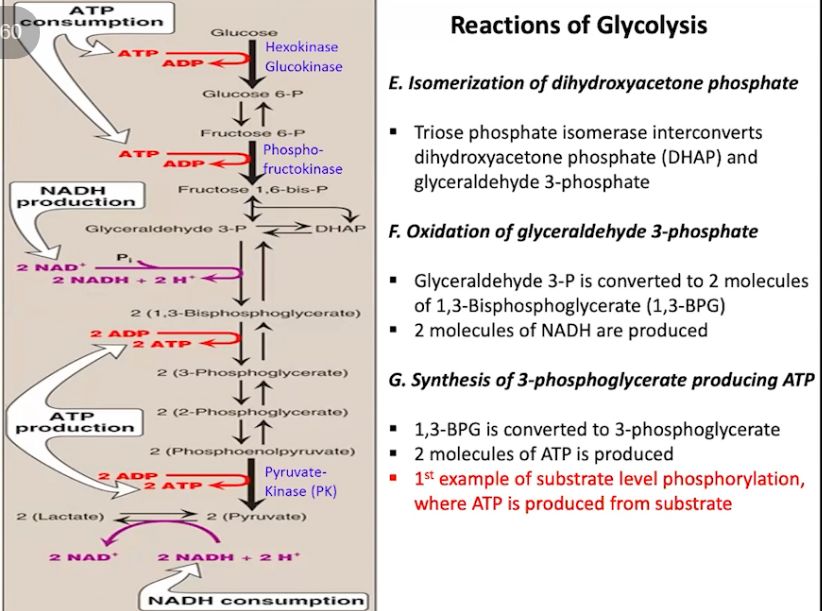 60
ATP
consumption
Glucose
ATP
ADP
Hexokinase
Glucokinase
Glucose 6-P
Fructose 6-P
ATP
ADP
Phospho-
fructokinase
Fructose 1,6-bis-P
NADH
production
Glyceraldehyde 3-P
DHAP
Pi
2 NAD⁺
2 NADH + 2 H⁺
2 (1,3-Bisphosphoglycerate)
2 ADP
2 ATP
2 (3-Phosphoglycerate)
ATP
production
2 (2-Phosphoglycerate)
2 (Phosphoenolpyruvate)
2 ADP
2 ATP
Pyruvate-
Kinase (PK)
2 (Lactate)
2 (Pyruvate)
2 NAD⁺
2 NADH + 2 H⁺
NADH consumption
Reactions of Glycolysis
E. Isomerization of dihydroxyacetone phosphate
▪ Triose phosphate isomerase interconverts
dihydroxyacetone phosphate (DHAP) and
glyceraldehyde 3-phosphate
F. Oxidation of glyceraldehyde 3-phosphate
▪ Glyceraldehyde 3-P is converted to 2 molecules
of 1,3-Bisphosphoglycerate (1,3-BPG)
▪ 2 molecules of NADH are produced
G. Synthesis of 3-phosphoglycerate producing ATP
▪ 1,3-BPG is converted to 3-phosphoglycerate
▪ 2 molecules of ATP is produced
▪ 1st example of substrate level phosphorylation,
where ATP is produced from substrate